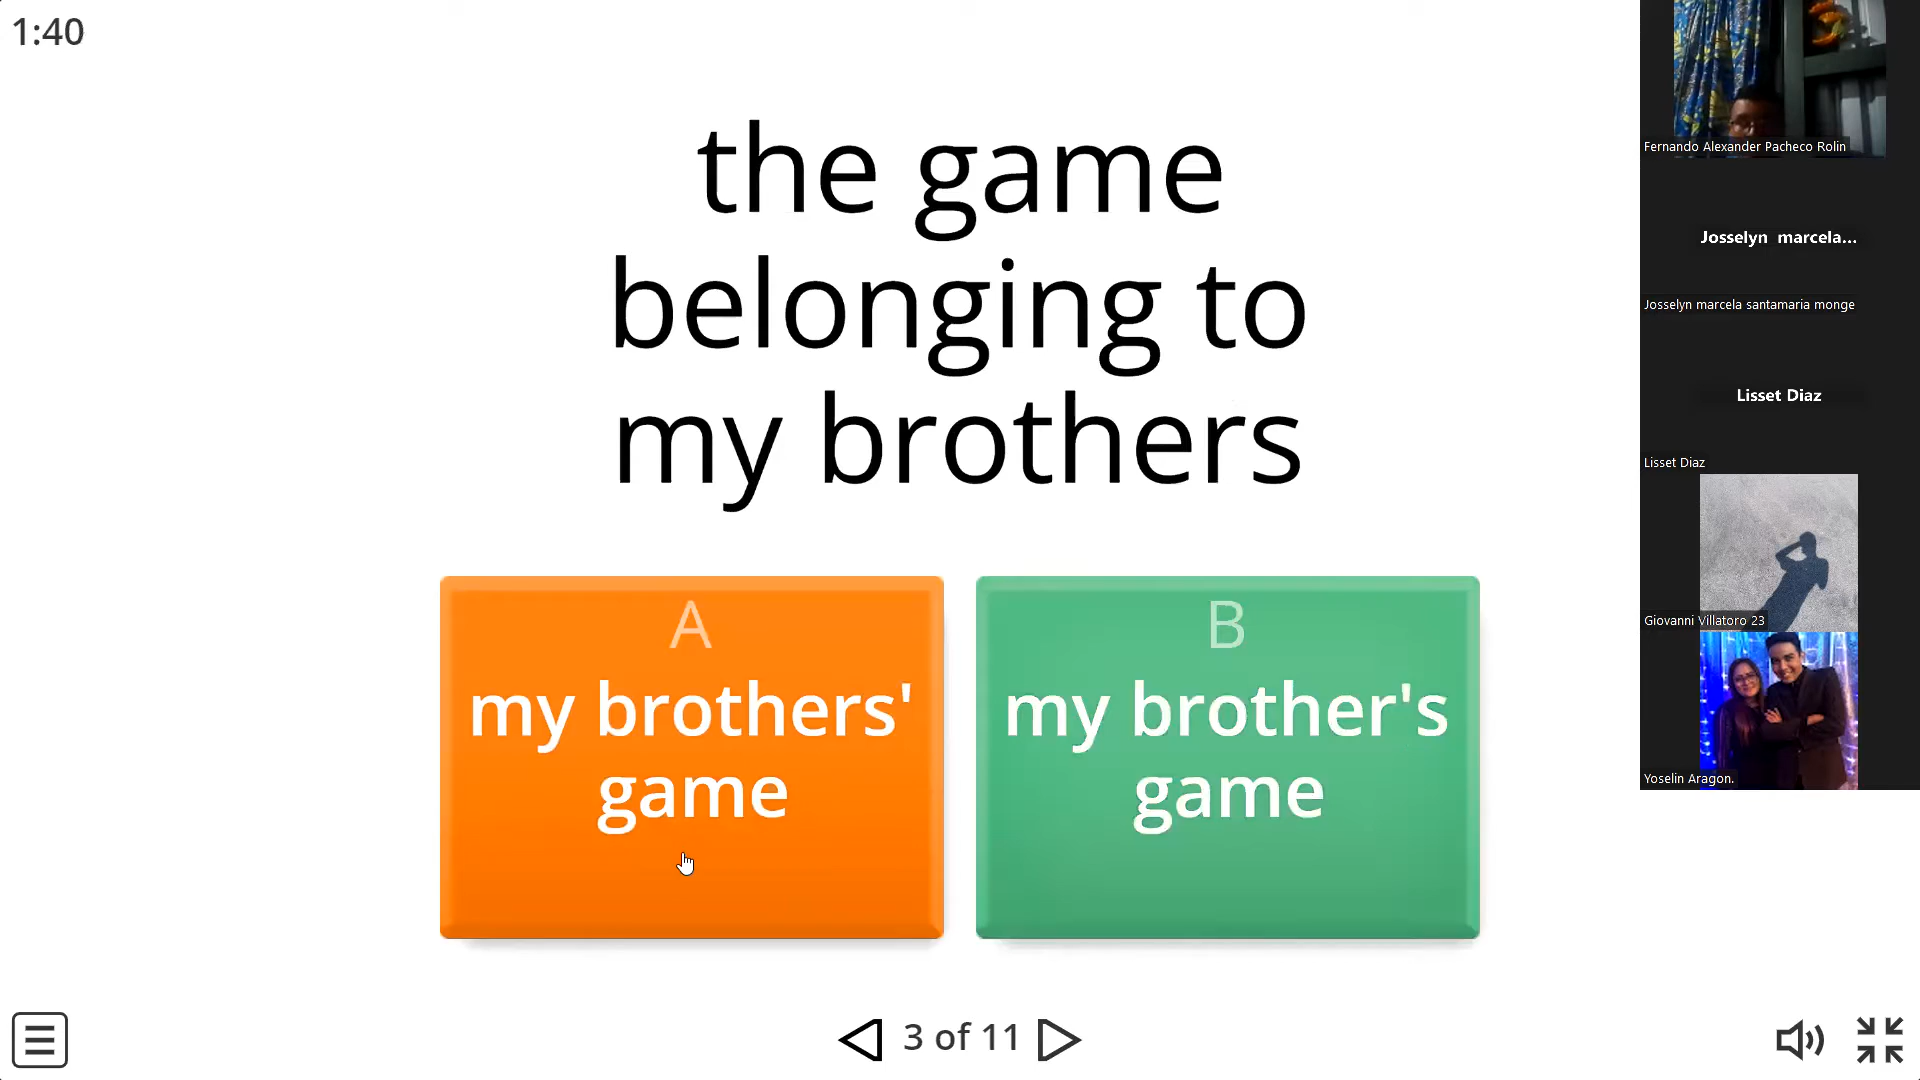 1:40
the game
belonging to
my brothers
A
my brothers'
game
B
my brother's
game
3 of 11
Fernando Alexander Pacheco Rolin
Josselyn marcela...
Josselyn marcela santamaria monge
Lisset Diaz
Lisset Diaz
Giovanni Villatoro 23
Yoselin Aragon.